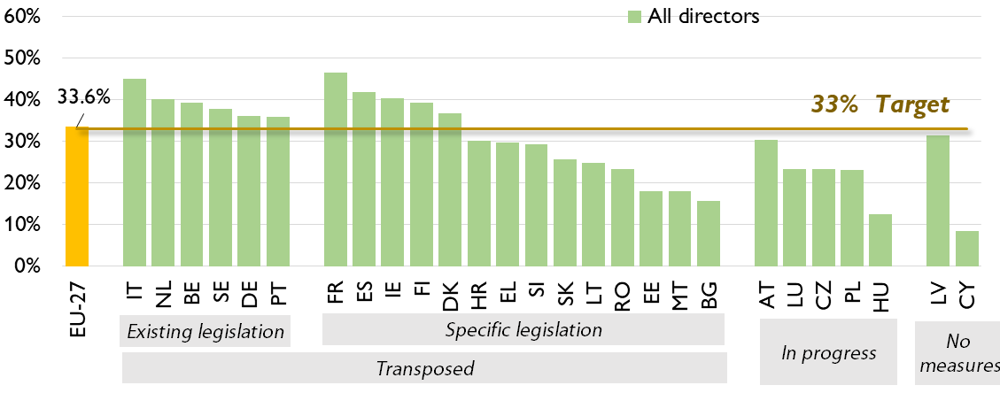 60%
All directors
50%
40%
33.6%
33% Target
30%
20%
10%
0%
EU-27
IT
NL
BE
SE
DE
PT
FR
ES
IE
FI
DK
HR
EL
SI
SK
LT
RO
EE
MT
BG
AT
LU
CZ
PL
HU
LV
CY
Existing legislation
Specific legislation
Transposed
In progress
No
measures